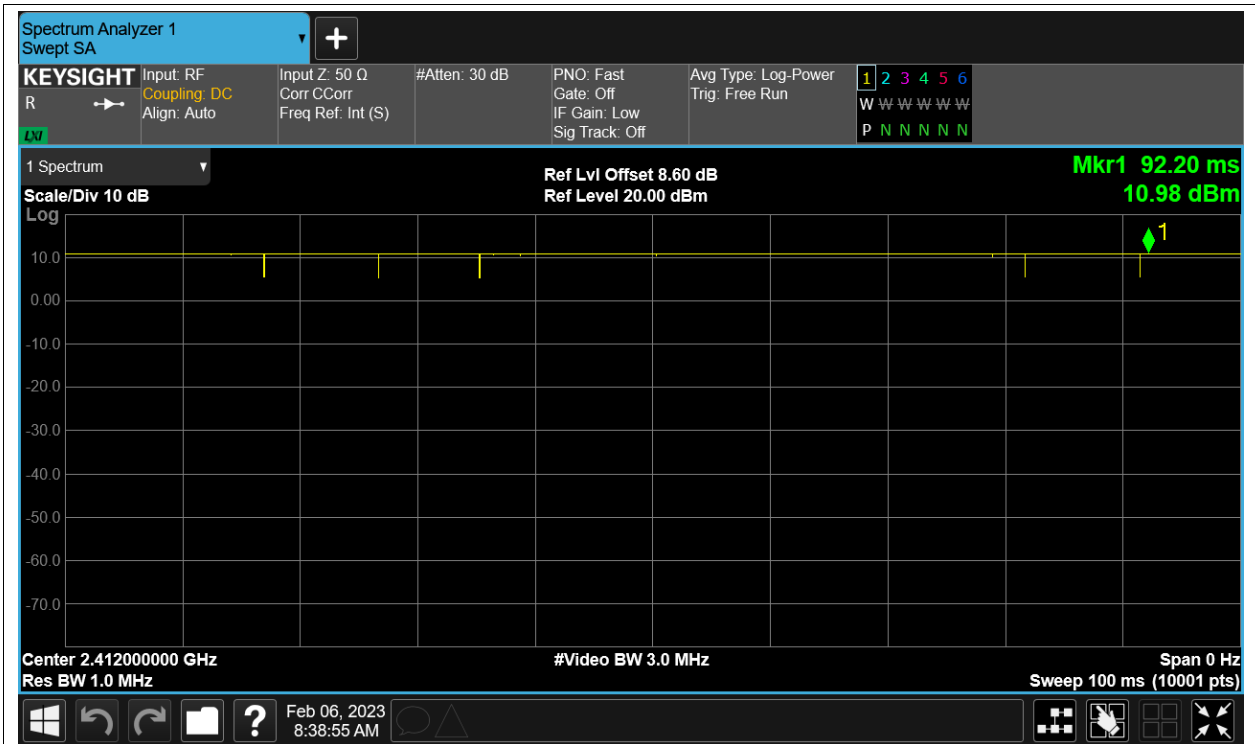 Spectrum Analyzer 1
Swept SA
KEYSIGHT
R
LXI
Input: RF
Coupling: DC
Align: Auto
Input Z: 50 Ω
Corr CCorr
Freq Ref: Int (S)
#Atten: 30 dB
PNO: Fast
Gate: Off
IF Gain: Low
Sig Track: Off
Avg Type: Log-Power
Trig: Free Run
1 2 3 4 5 6
W W W W W W
P N N N N N
1 Spectrum
Scale/Div 10 dB
Log
Ref Lvl Offset 8.60 dB
Ref Level 20.00 dBm
Mkr1 92.20 ms
10.98 dBm
1
10.0
0.00
-10.0
-20.0
-30.0
-40.0
-50.0
-60.0
-70.0
Center 2.412000000 GHz
Res BW 1.0 MHz
#Video BW 3.0 MHz
Span 0 Hz
Sweep 100 ms (10001 pts)
?
Feb 06, 2023
8:38:55 AM